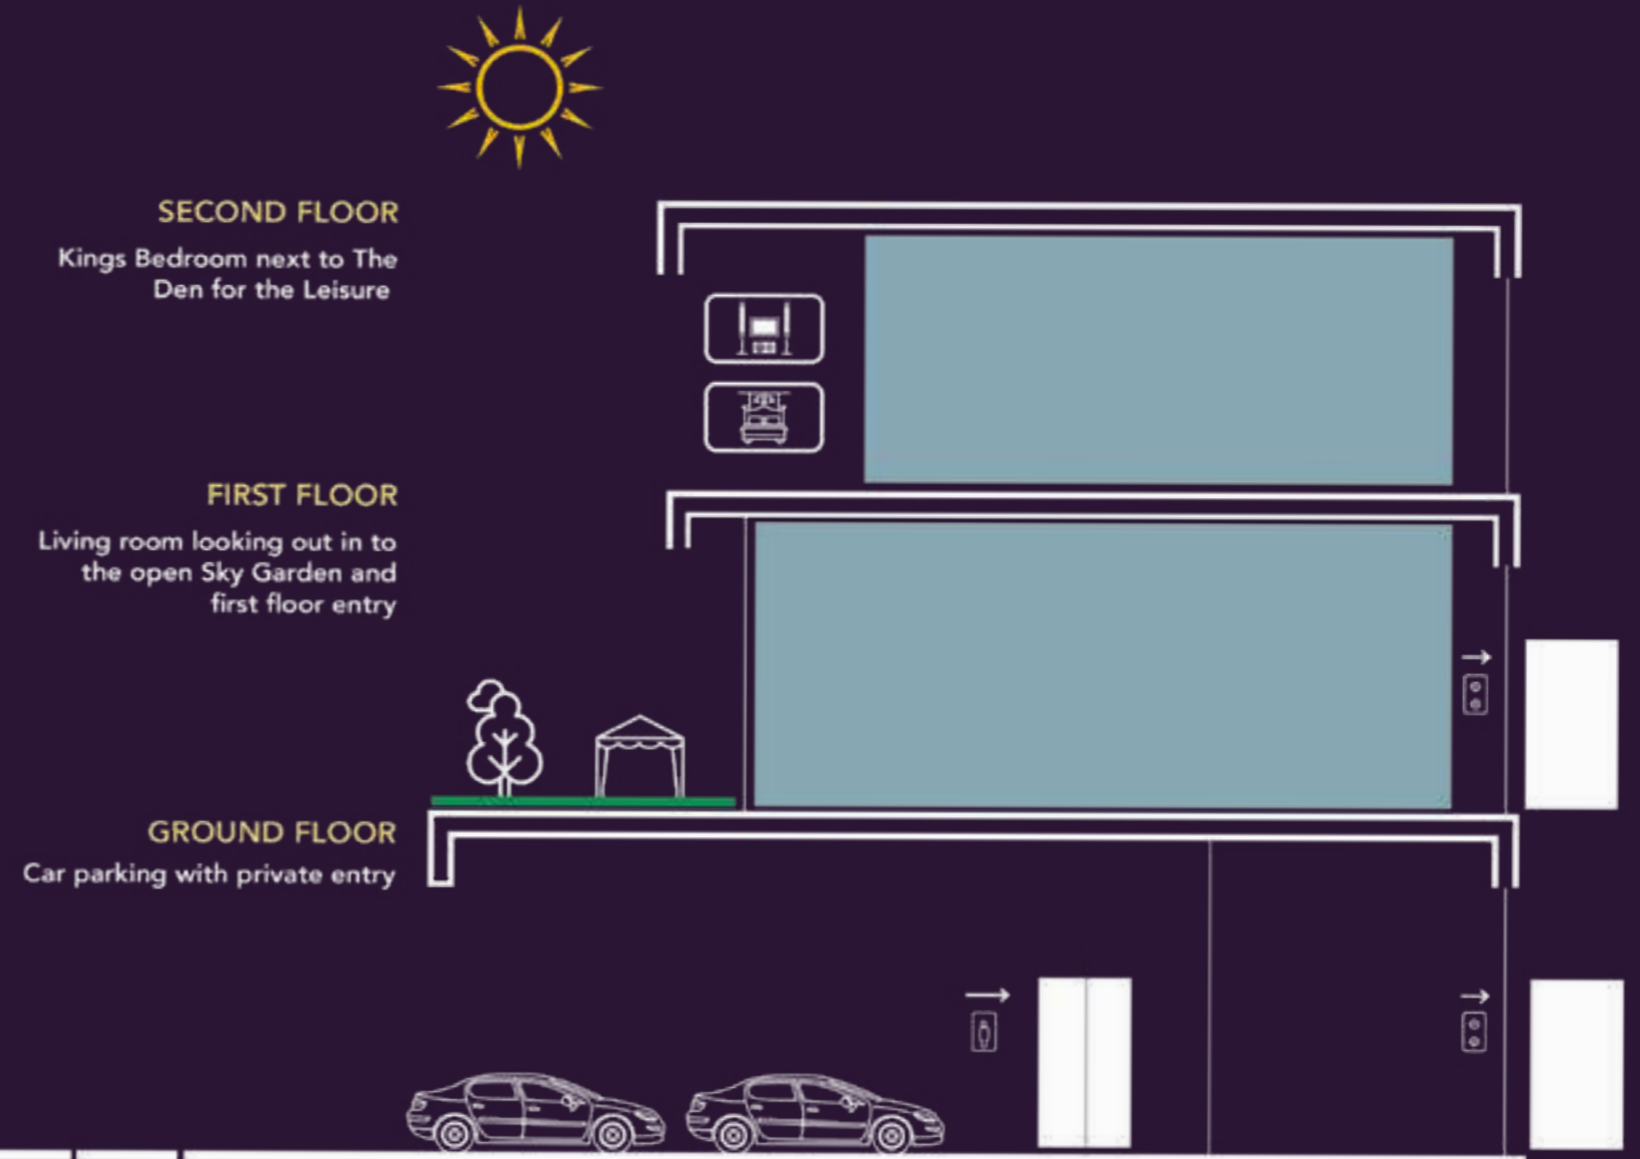 SECOND FLOOR
Kings Bedroom next to The
Den for the Leisure
FIRST FLOOR
Living room looking out in to
the open Sky Garden and
first floor entry
GROUND FLOOR
Car parking with private entry